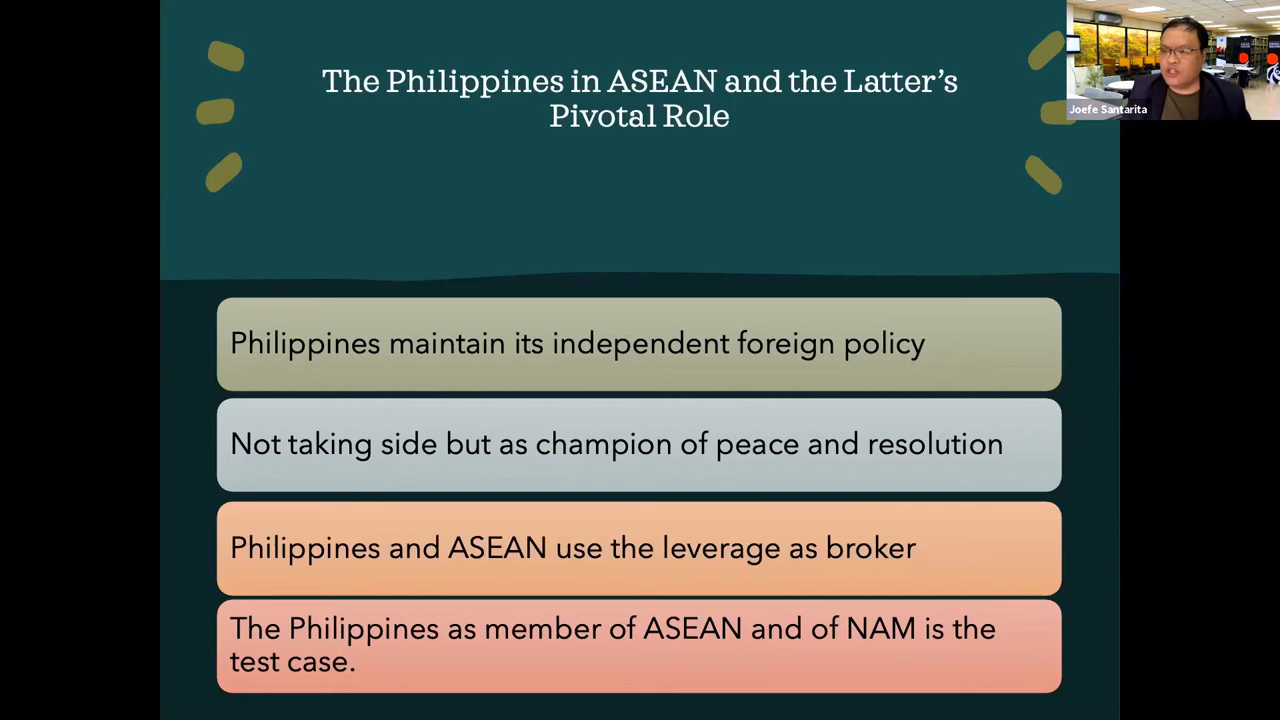 The Philippines in ASEAN and the Latter's
Pivotal Role
Joefe Santarita
Philippines maintain its independent foreign policy
Not taking side but as champion of peace and resolution
Philippines and ASEAN use the leverage as broker
The Philippines as member of ASEAN and of NAM is the
test case.